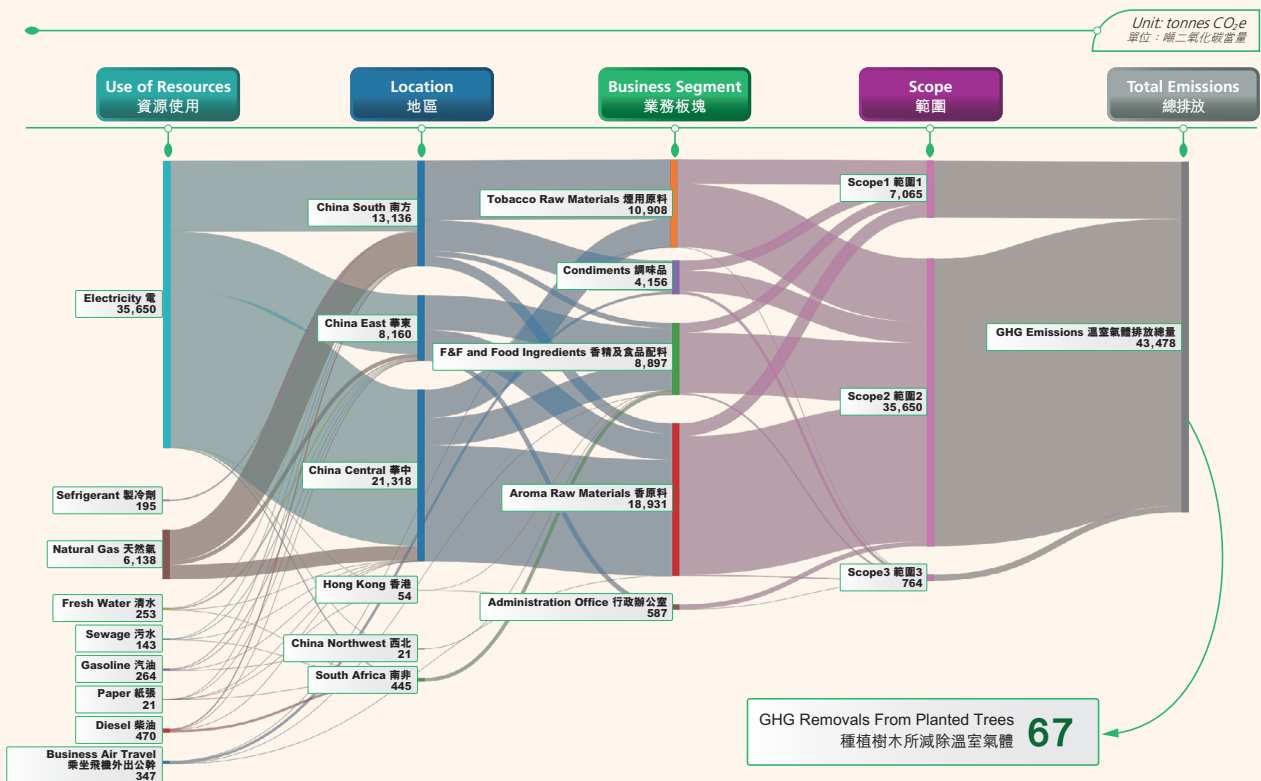 Unit: tonnes CO₂e
單位：噸二氧化碳當量
Use of Resources
資源使用
Location
地區
Business Segment
業務板塊
Scope
範圍
Total Emissions
總排放
Electricity 電
35,650
Sefrigerant 製冷劑
195
Natural Gas 天然氣
6,138
Fresh Water 清水
253
Sewage 污水
143
Gasoline 汽油
264
Paper 紙張
21
Diesel 柴油
470
Business Air Travel
乘坐飛機外出公幹
347
China South 南方
13,136
China East 華東
8,160
China Central 華中
21,318
Hong Kong 香港
54
China Northwest 西北
21
South Africa 南非
445
Tobacco Raw Materials 煙用原料
10,908
Condiments 調味品
4,156
F&F and Food Ingredients 香精及食品配料
8,897
Aroma Raw Materials 香原料
18,931
Administration Office 行政辦公室
587
Scope1 範圍1
7,065
Scope2 範圍2
35,650
Scope3 範圍3
764
GHG Emissions 溫室氣體排放總量
43,478
GHG Removals From Planted Trees
種植樹木所減除溫室氣體
67